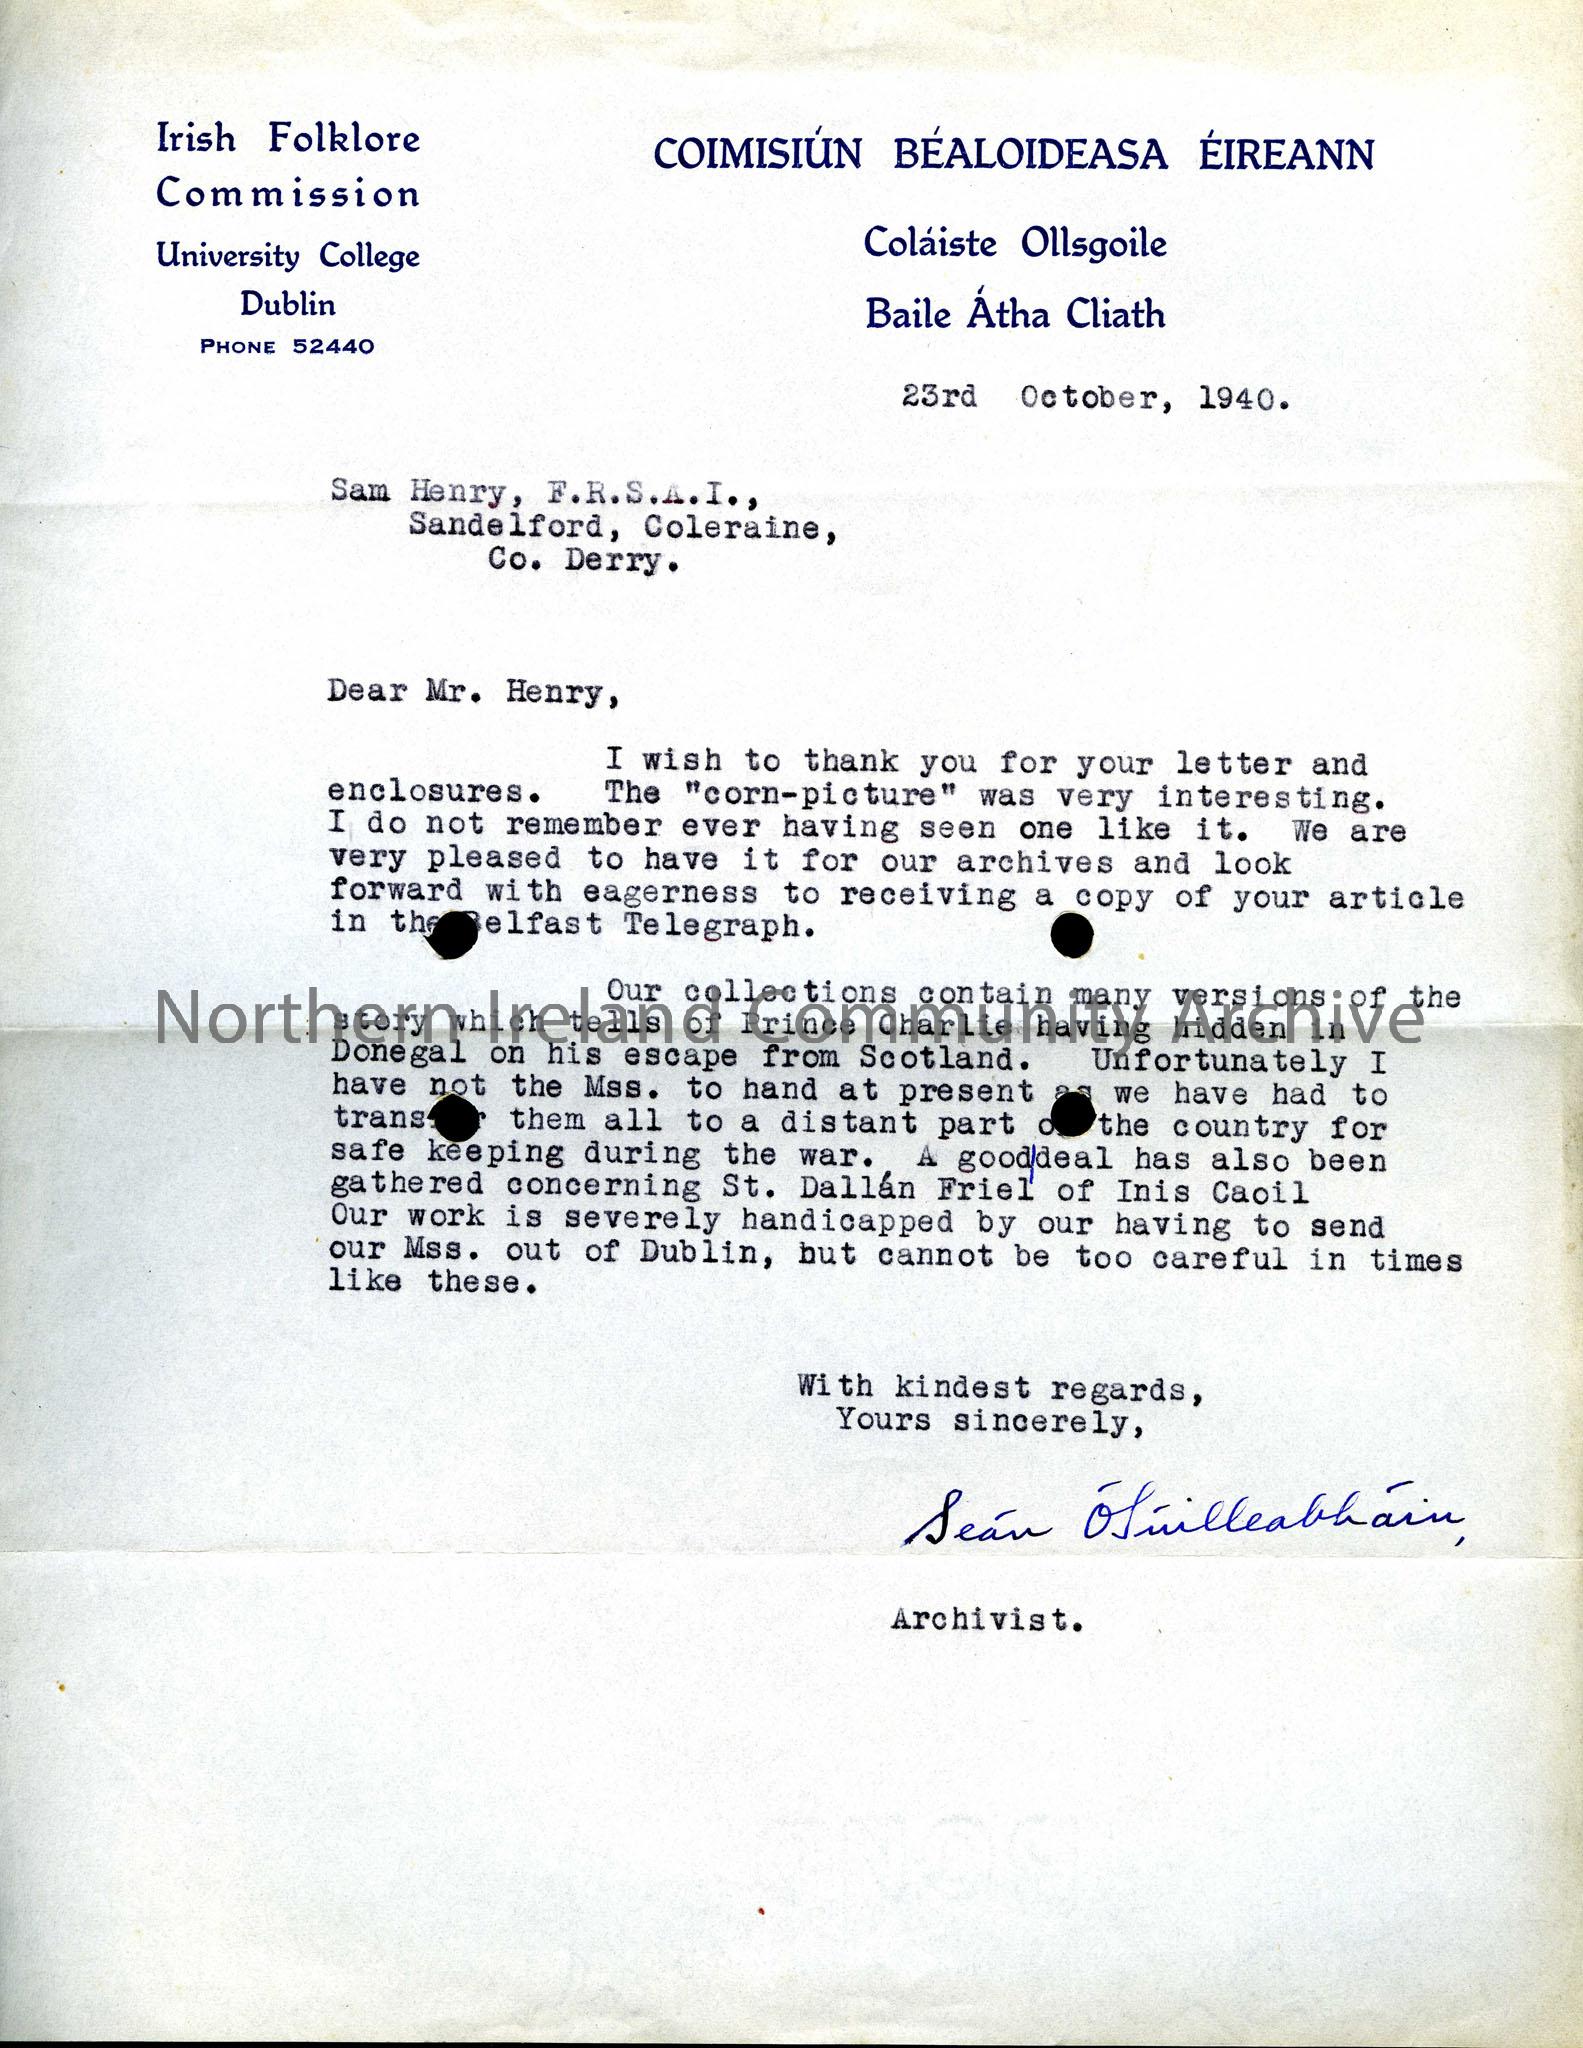 Irish Folklore
Commission
University College
Dublin
PHONE 52440
COIMISIÚN BÉALOIDEASA ÉIREANN
Coláiste Ollsgoile
Baile Átha Cliath
23rd October, 1940.
Sam Henry, F.R.S.A.I.,
Sandelford, Coleraine,
Co. Derry.
Dear Mr. Henry,
I wish to thank you for your letter and
enclosures. The "corn-picture" was very interesting.
I do not remember ever having seen one like it. We are
very pleased to have it for our archives and look
forward with eagerness to receiving a copy of your article
in the Belfast Telegraph.
Our collections contain many versions of the
Northern Ireland Community Archive
story which tells of Prince Charlie having hidden in
Donegal on his escape from Scotland. Unfortunately I
have not the Mss. to hand at present as we have had to
transfer them all to a distant part of the country for
safe keeping during the war. A good|deal has also been
gathered concerning St. Dallán Friel of Inis Caoil
Our work is severely handicapped by our having to send
our Mss. out of Dublin, but cannot be too careful in times
like these.
With kindest regards,
Yours sincerely,
Seán Ó Súilleabháin,
Archivist.